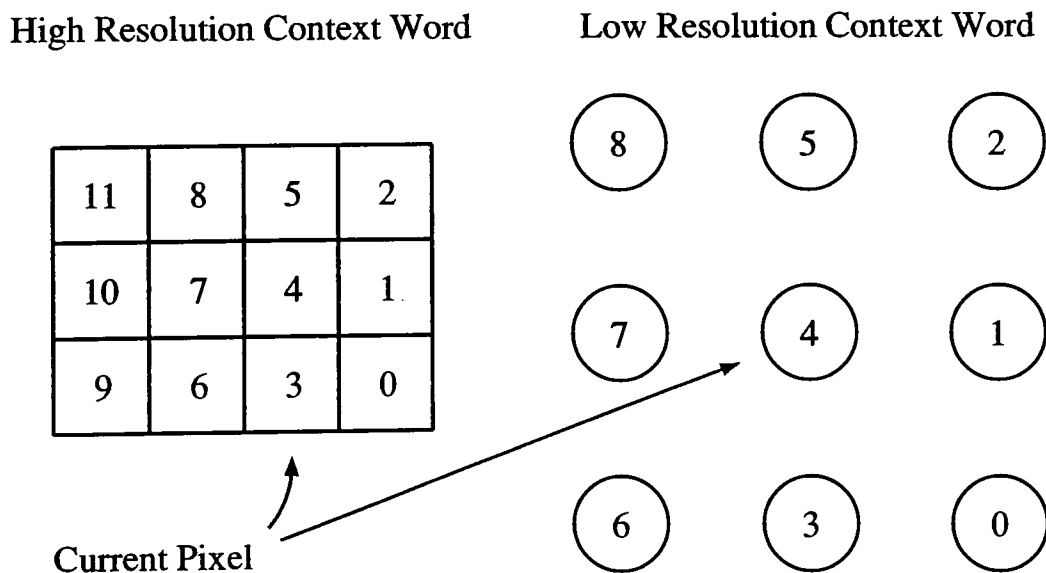 High Resolution Context Word
Low Resolution Context Word
11 8 5 2
10 7 4 1
9 6 3 0
8 5 2
7 4 1
6 3 0
Current Pixel